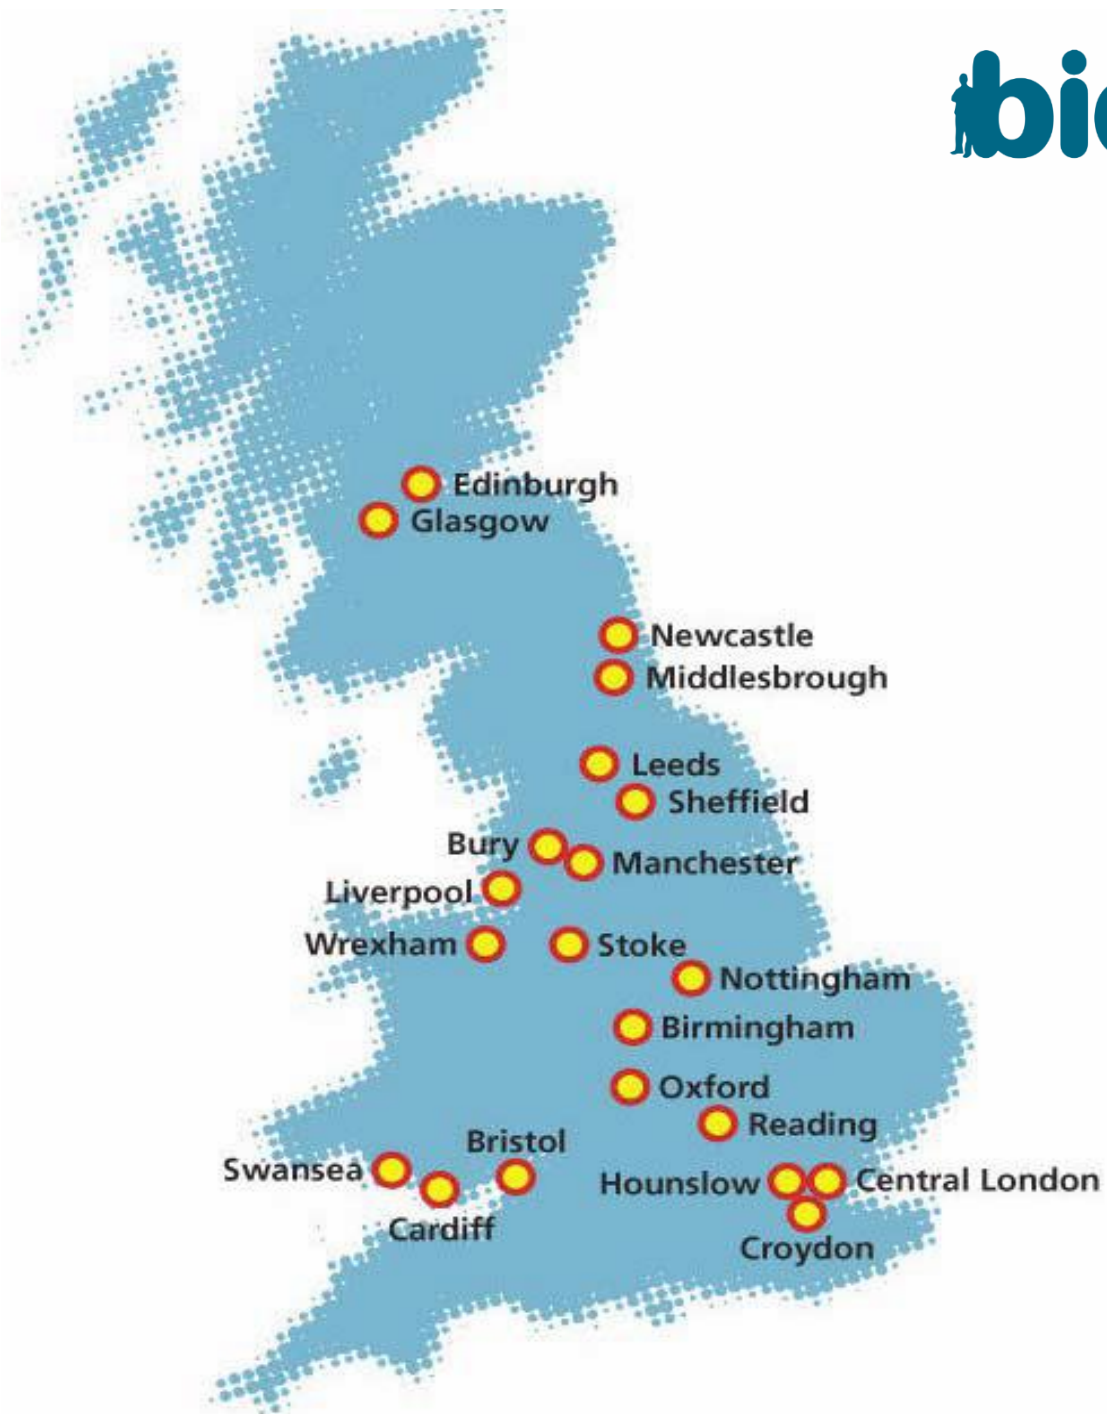 Edinburgh
Glasgow
Newcastle
Middlesbrough
Leeds
Sheffield
Bury
Manchester
Liverpool
Wrexham
Stoke
Nottingham
Birmingham
Oxford
Reading
Bristol
Swansea
Hounslow
Central London
Cardiff
Croydon